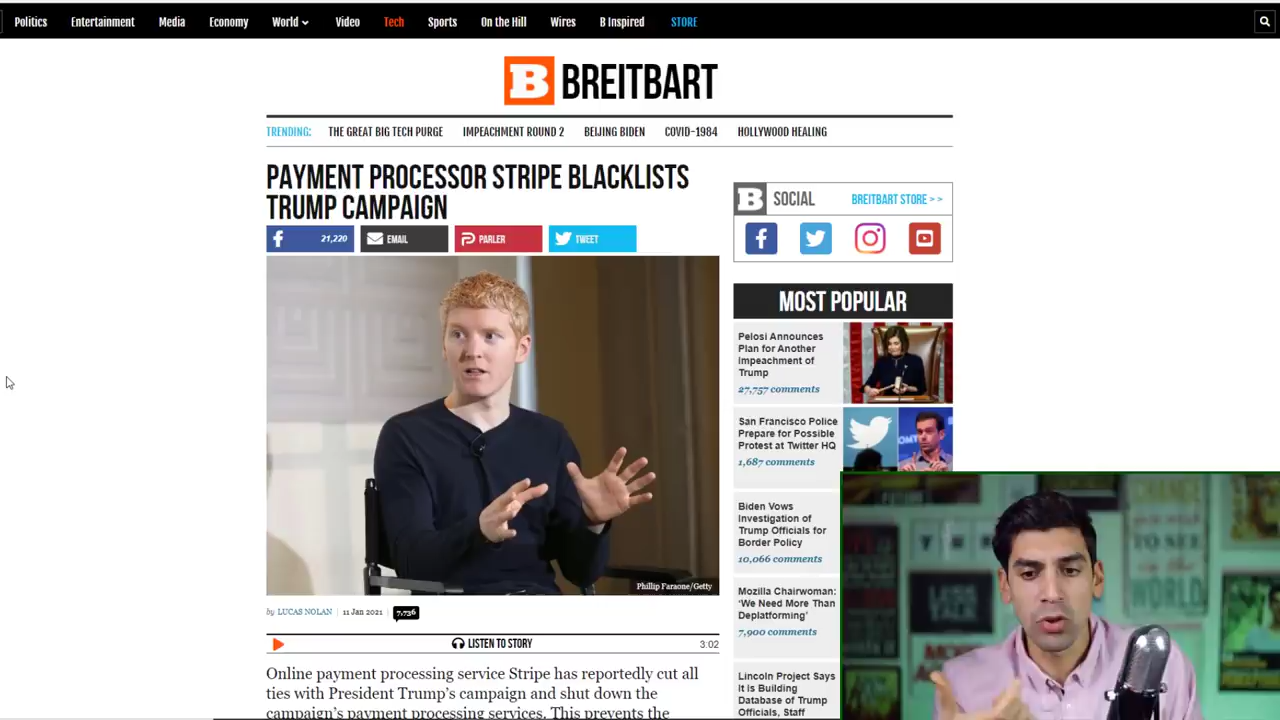 Politics Entertainment Media Economy World Video Tech Sports On the Hill Wires B Inspired STORE
B BREITBART
TRENDING: THE GREAT BIG TECH PURGE IMPEACHMENT ROUND 2 BEIJING BIDEN COVID-1984 HOLLYWOOD HEALING
PAYMENT PROCESSOR STRIPE BLACKLISTS
TRUMP CAMPAIGN
21,220 EMAIL PARLER TWEET
Phillip Faraone/Getty
by LUCAS NOLAN 11 Jan 2021 7,736
LISTEN TO STORY 3:02
Online payment processing service Stripe has reportedly cut all
ties with President Trump's campaign and shut down the
campaign's payment processing services. This prevents the
B SOCIAL BREITBART STORE > >
MOST POPULAR
Pelosi Announces
Plan for Another
Impeachment of
Trump
27,757 comments
San Francisco Police
Prepare for Possible
Protest at Twitter HQ
1,687 comments
Biden Vows
Investigation of
Trump Officials for
Border Policy
10,066 comments
Mozilla Chairwoman:
'We Need More Than
Deplatforming'
7,900 comments
Lincoln Project Says
It is Building
Database of Trump
Officials, Staff